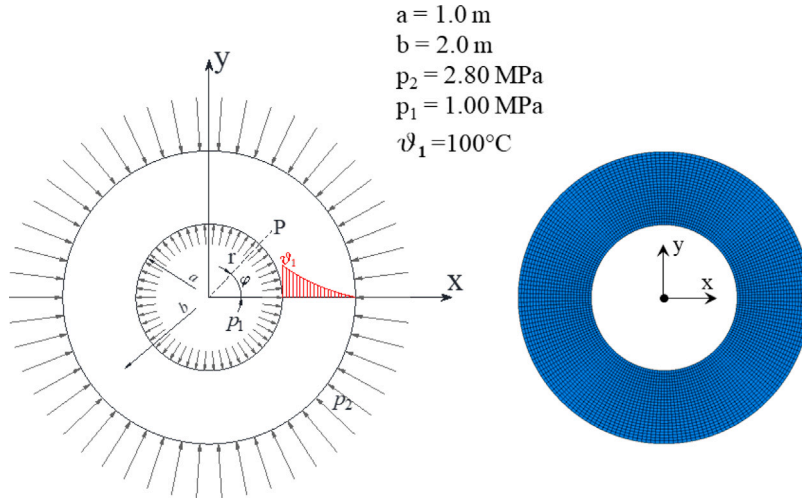 a = 1.0 m
b = 2.0 m
p₂ = 2.80 MPa
p₁ = 1.00 MPa
ϑ₁ =100°C
y
P
r
ϑ₁
a
φ
x
b
p₁
p₂
y
x